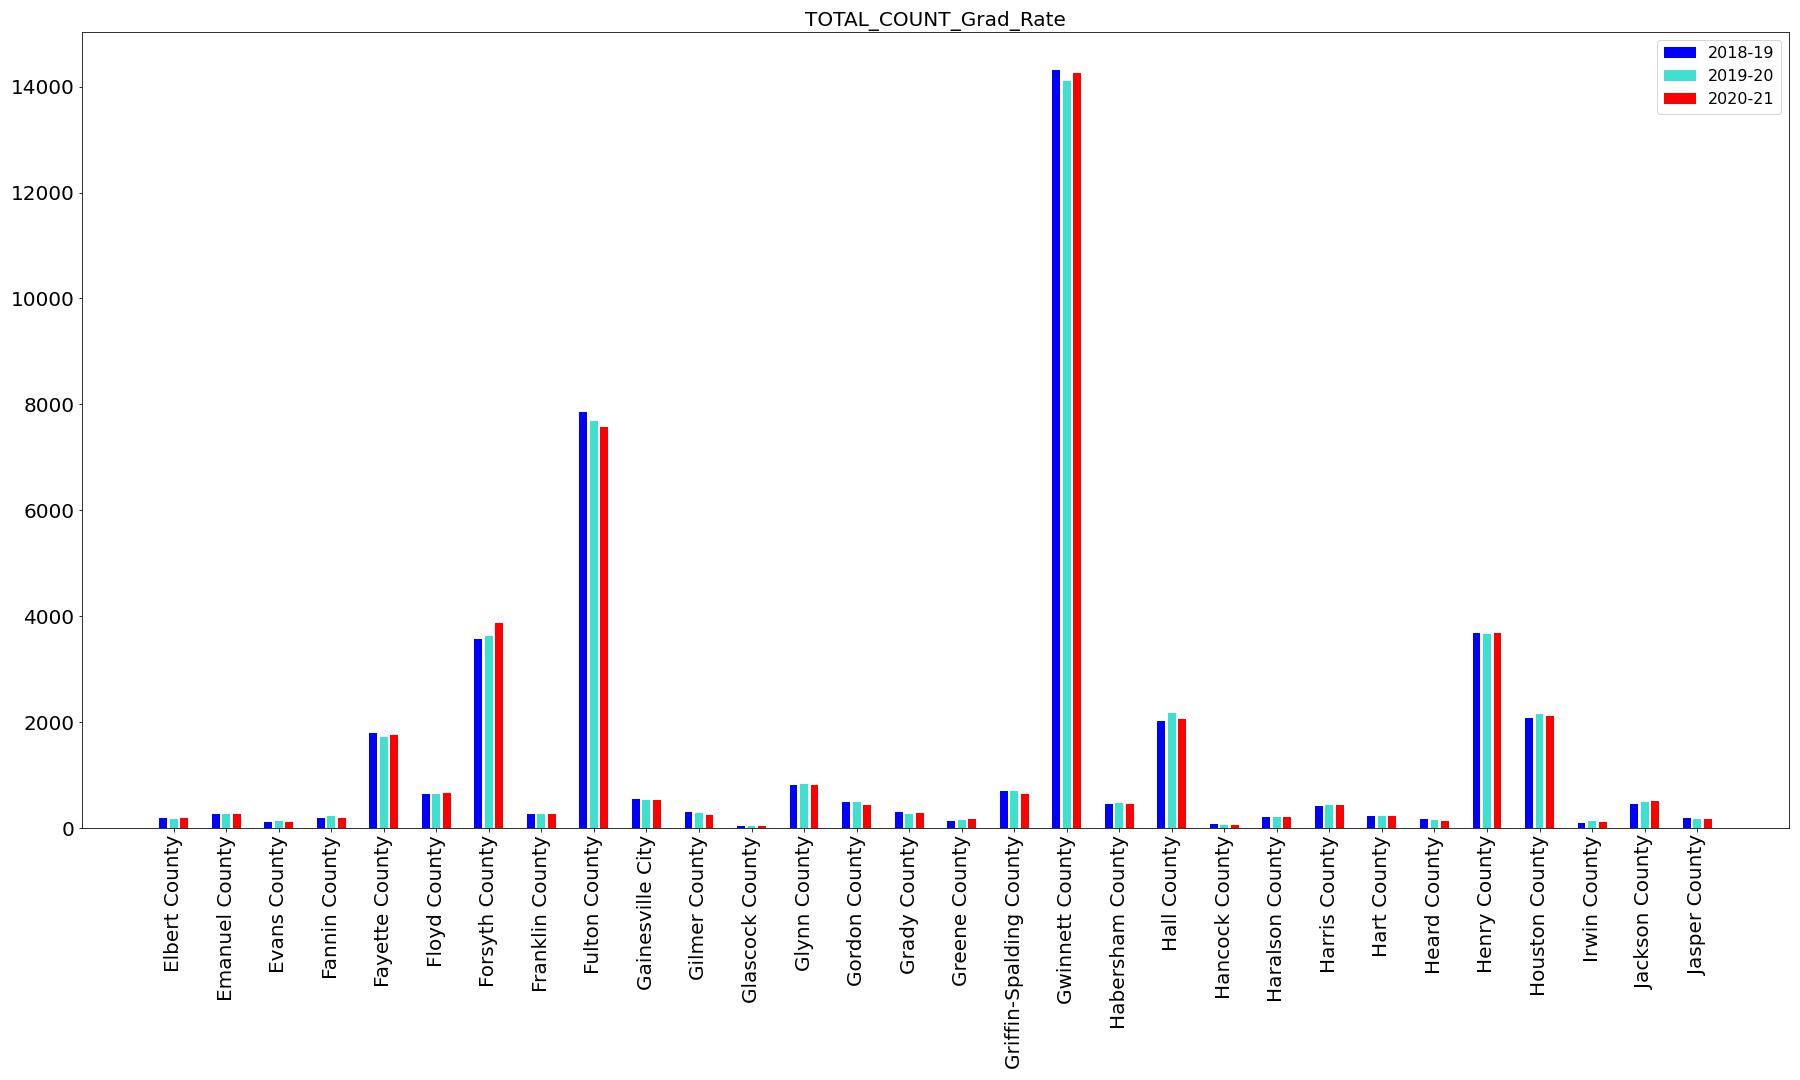 TOTAL_COUNT_Grad_Rate
2018-19
2019-20
2020-21
14000
12000
10000
8000
6000
4000
2000
0
Elbert County
Emanuel County
Evans County
Fannin County
Fayette County
Floyd County
Forsyth County
Franklin County
Fulton County
Gainesville City
Gilmer County
Glascock County
Glynn County
Gordon County
Grady County
Greene County
Griffin-Spalding County
Gwinnett County
Habersham County
Hall County
Hancock County
Haralson County
Harris County
Hart County
Heard County
Henry County
Houston County
Irwin County
Jackson County
Jasper County